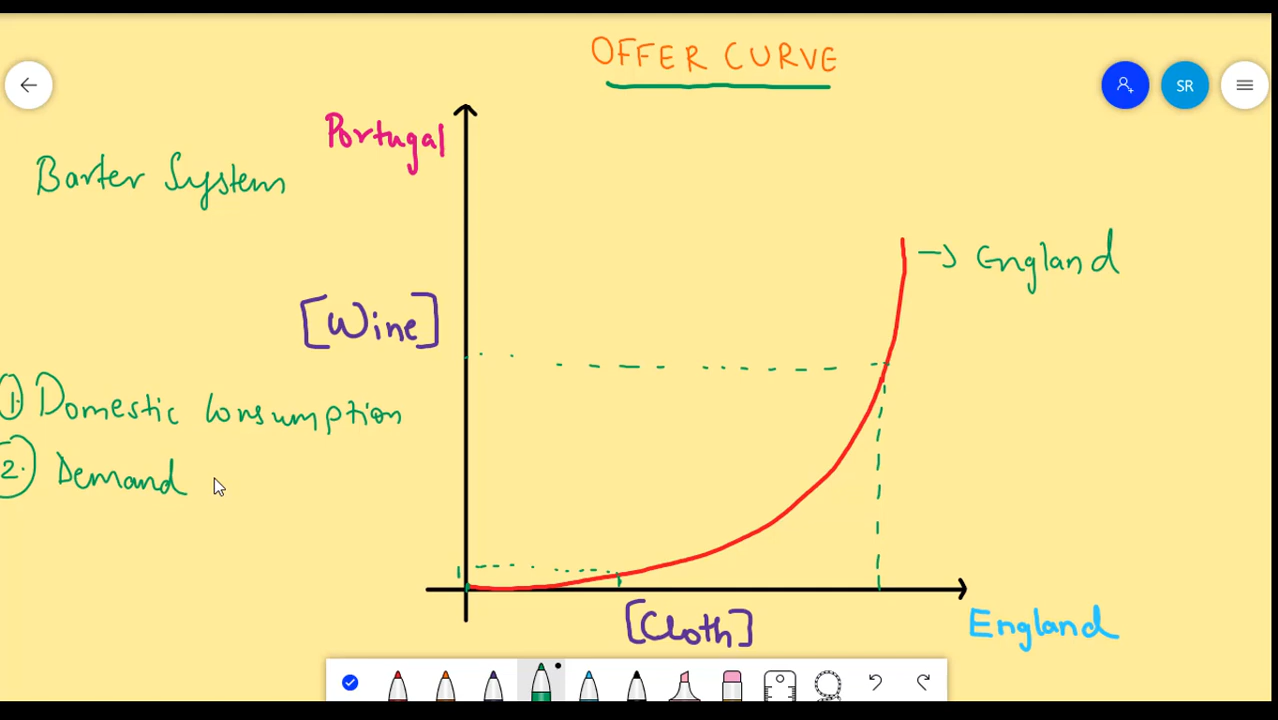 OFFER CURVE
SR
Portugal
Barter System
→ England
[Wine]
1. Domestic Consumption
2. Demand
[Cloth]
England